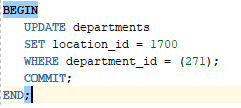 BEGIN
UPDATE departments
SET location_id = 1700
WHERE department_id = (271);
COMMIT;
END;